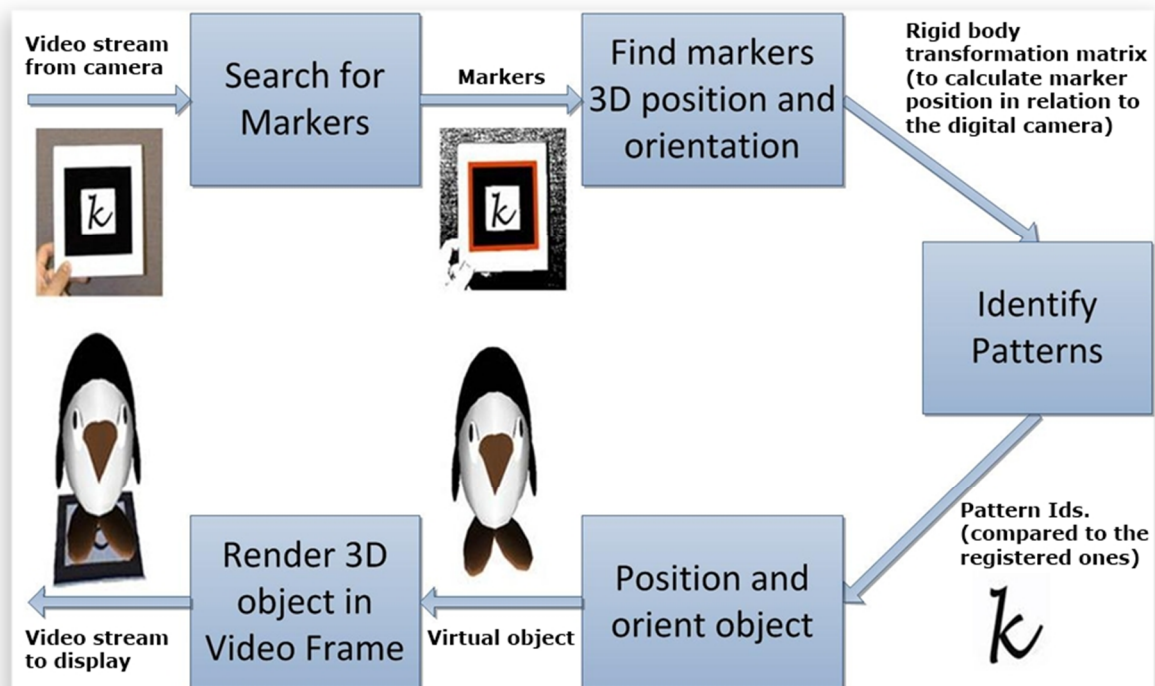 Video stream
from camera
Search for
Markers
k
Markers
k
Find markers
3D position and
orientation
Rigid body
transformation matrix
(to calculate marker
position in relation to
the digital camera)
Identify
Patterns
Pattern Ids.
(compared to the
registered ones)
k
Position and
orient object
Virtual object
Render 3D
object in
Video Frame
Video stream
to display